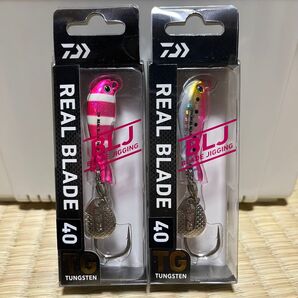 DAIWA
REAL BLADE 40
BLJ
BLADE JIGGING
TG
TUNGSTEN
DAIWA
REAL BLADE 40
BLJ
BLADE JIGGING
TG
TUNGSTEN